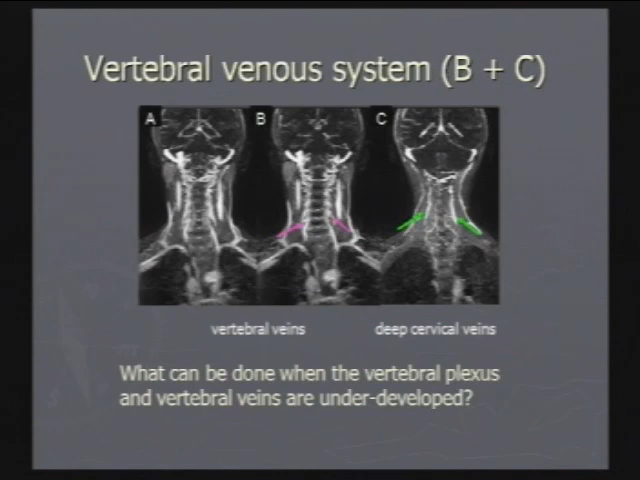 Vertebral venous system (B + C)
A B C
vertebral veins deep cervical veins
What can be done when the vertebral plexus
and vertebral veins are under-developed?